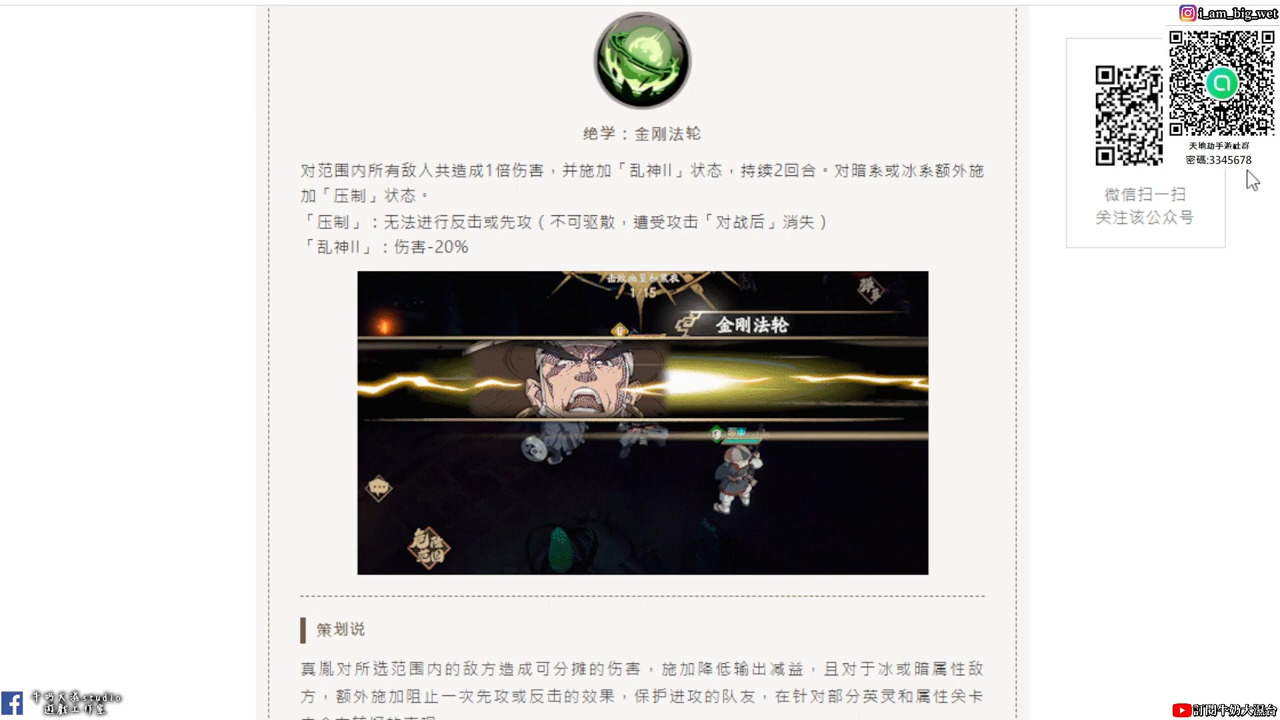 i_am_big_wet
天地劫手游社群
密碼:3345678
微信扫一扫
关注该公众号
绝学：金刚法轮
对范围内所有敌人共造成1倍伤害，并施加「乱神II」状态，持续2回合。对暗系或冰系额外施
加「压制」状态。
「压制」：无法进行反击或先攻（不可驱散，遭受攻击「对战后」消失）
「乱神II」：伤害-20%
1/15
金刚法轮
策划说
真胤对所选范围内的敌方造成可分摊的伤害，施加降低输出减益，且对于冰或暗属性敌
方，额外施加阻止一次先攻或反击的效果，保护进攻的队友，在针对部分英灵和属性关卡